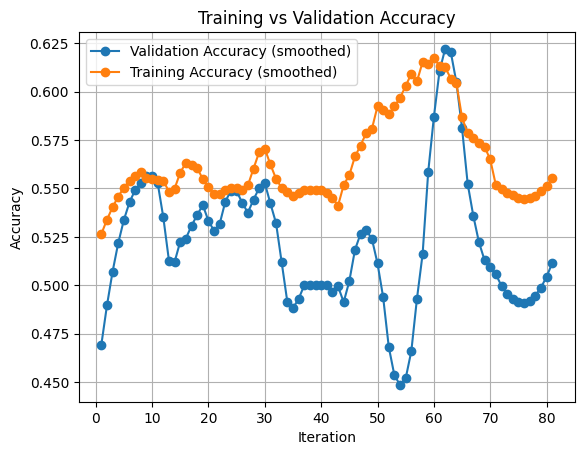 Training vs Validation Accuracy
Validation Accuracy (smoothed)
Training Accuracy (smoothed)
Accuracy
0.625
0.600
0.575
0.550
0.525
0.500
0.475
0.450
0 10 20 30 40 50 60 70 80
Iteration